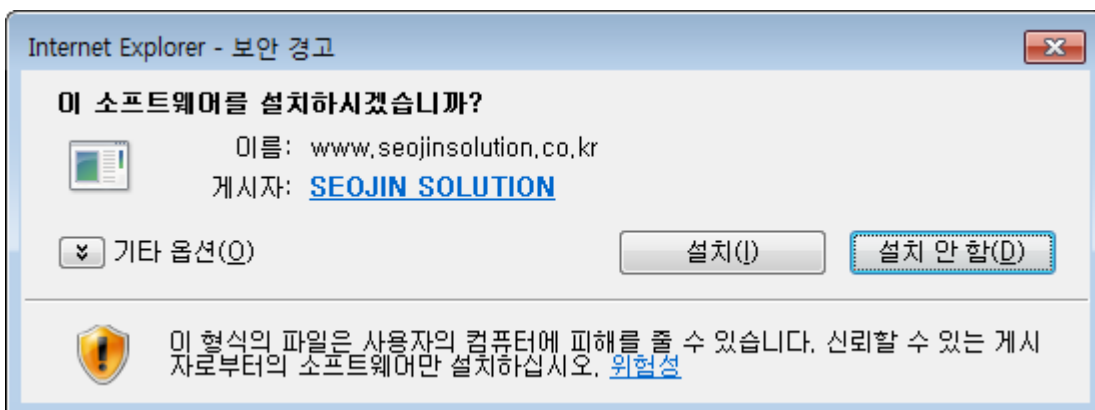 Internet Explorer - 보안 경고
이 소프트웨어를 설치하시겠습니까?
이름: www.seojinsolution.co.kr
게시자: SEOJIN SOLUTION
기타 옵션(O) 설치(I) 설치 안 함(D)
이 형식의 파일은 사용자의 컴퓨터에 피해를 줄 수 있습니다. 신뢰할 수 있는 게시
자로부터의 소프트웨어만 설치하십시오. 위험성